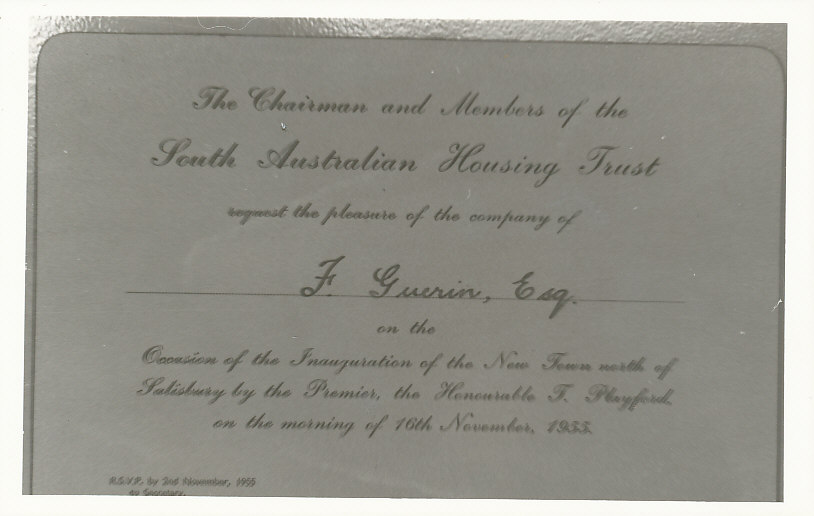 The Chairman and Members of the
South Australian Housing Trust
request the pleasure of the company of
F. Guerin, Esq.
on the
Occasion of the Inauguration of the New Town north of
Salisbury by the Premier, the Honourable T. Playford,
on the morning of 16th November, 1955.
R.S.V.P. by 2nd November, 1955
Secretary.